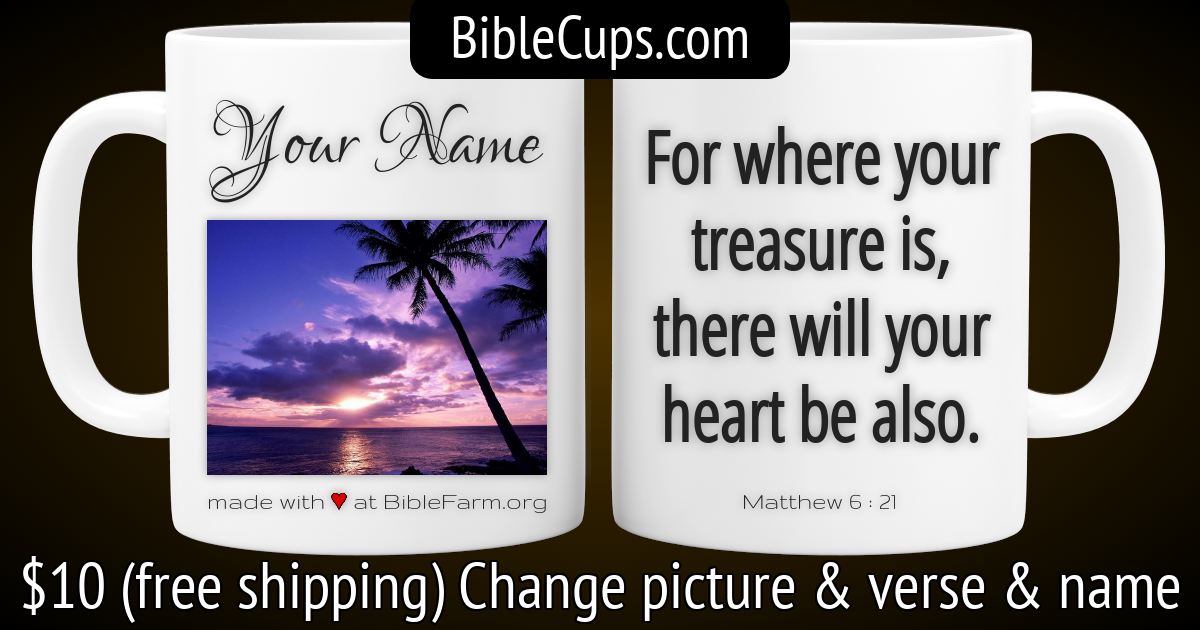 BibleCups.com
Your Name
made with ♥ at BibleFarm.org
For where your
treasure is,
there will your
heart be also.
Matthew 6 : 21
$10 (free shipping) Change picture & verse & name